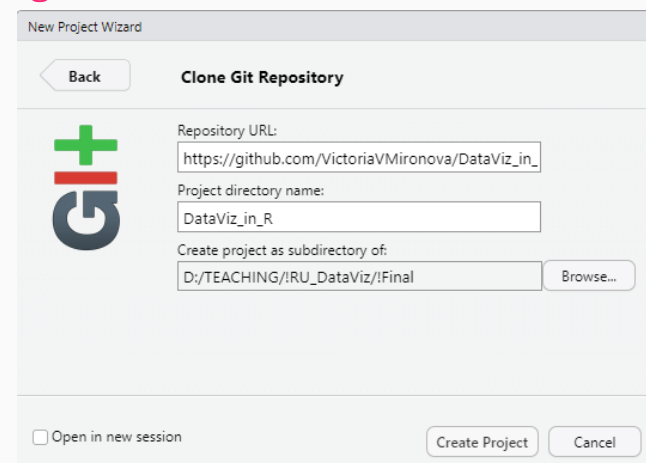 New Project Wizard
Back
Clone Git Repository
Repository URL:
https://github.com/VictoriaVMironova/DataViz_in_
Project directory name:
DataViz_in_R
Create project as subdirectory of:
D:/TEACHING/!RU_DataViz/!Final
Browse...
GIt
Open in new session
Create Project
Cancel